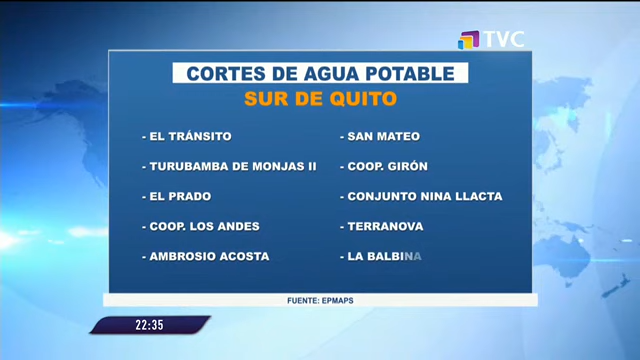 TVC
CORTES DE AGUA POTABLE
SUR DE QUITO
- EL TRÁNSITO
- TURUBAMBA DE MONJAS II
- EL PRADO
- COOP. LOS ANDES
- AMBROSIO ACOSTA
- SAN MATEO
- COOP. GIRÓN
- CONJUNTO NINA LLACTA
- TERRANOVA
- LA BALBINA
FUENTE: EPMAPS
22:35